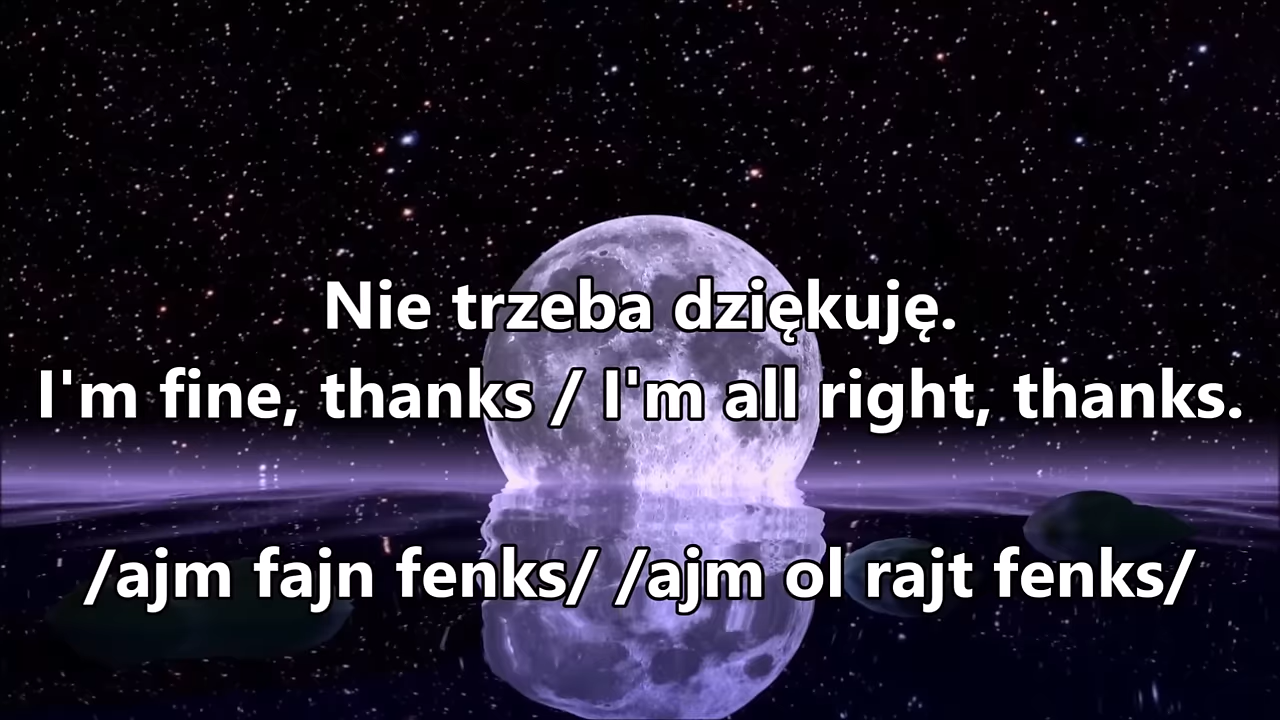 Nie trzeba dziękuję.
I'm fine, thanks / I'm all right, thanks.
/ajm fajn fenks/ /ajm ol rajt fenks/